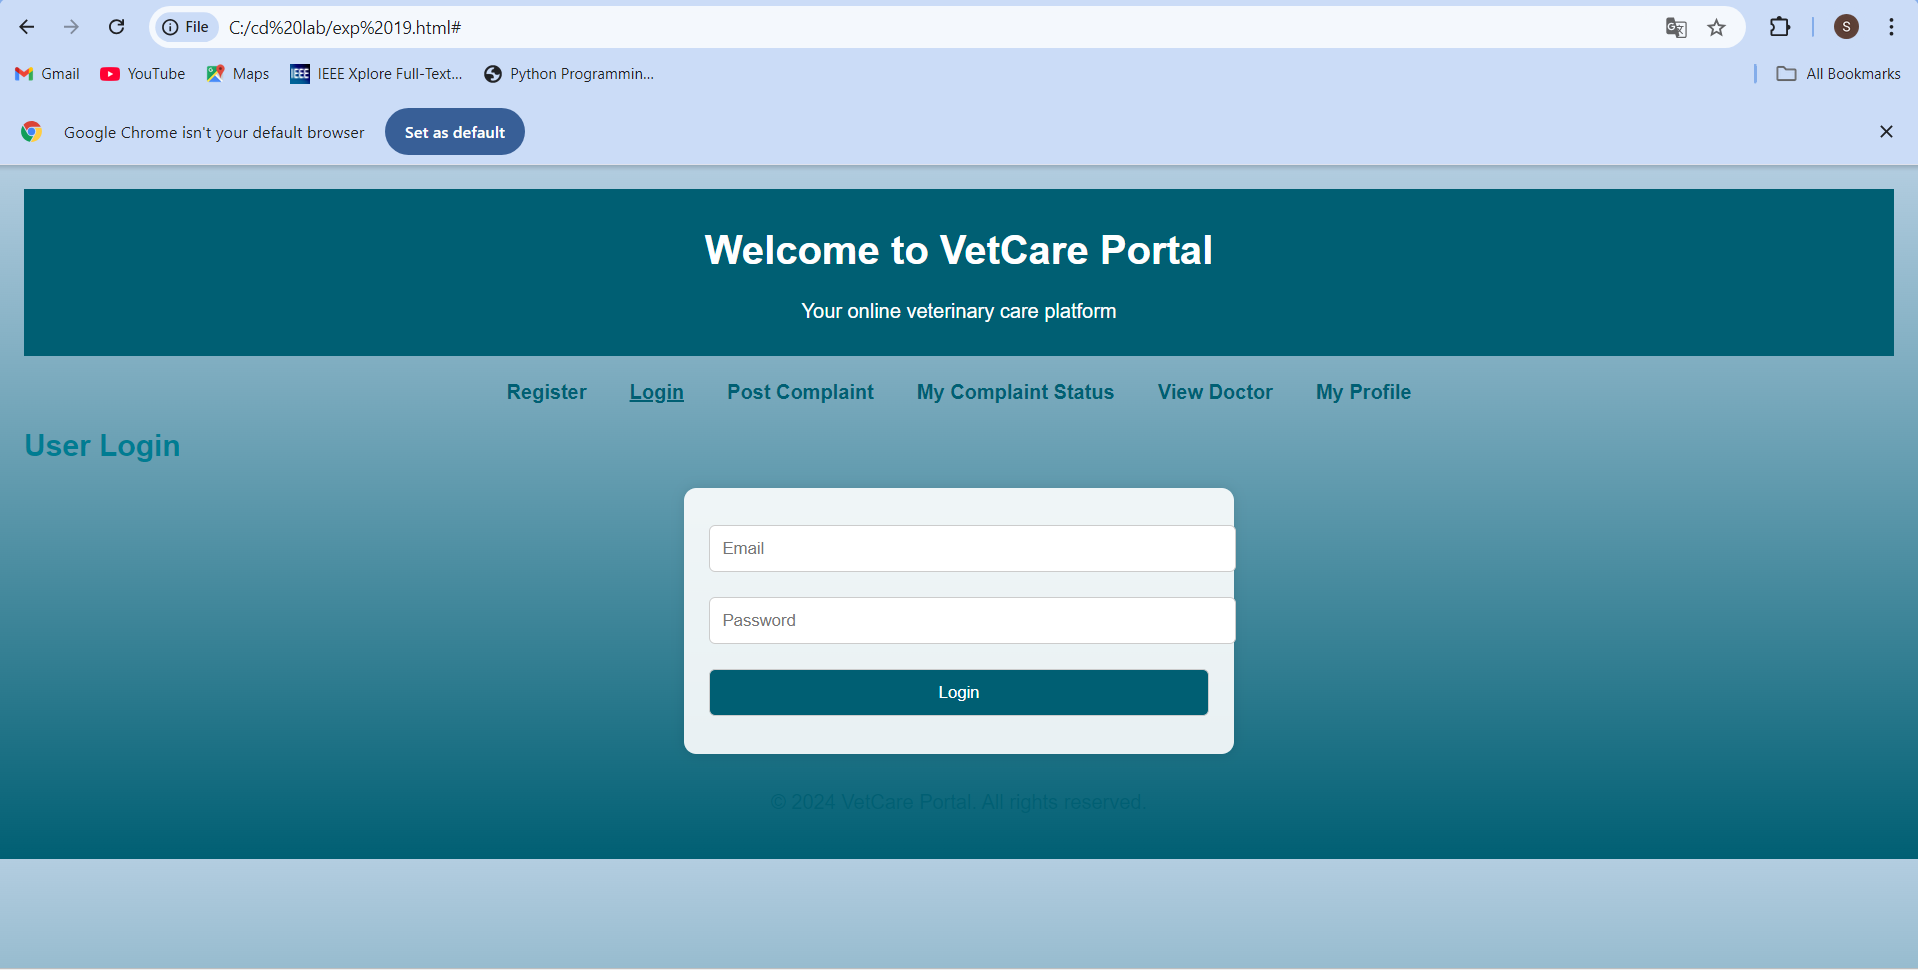 File C:/cd%20lab/exp%2019.html#
S
Gmail YouTube Maps IEEE IEEE Xplore Full-Text... Python Programmin... All Bookmarks
Google Chrome isn't your default browser Set as default
Welcome to VetCare Portal
Your online veterinary care platform
Register Login Post Complaint My Complaint Status View Doctor My Profile
User Login
Email
Password
Login
© 2024 VetCare Portal. All rights reserved.